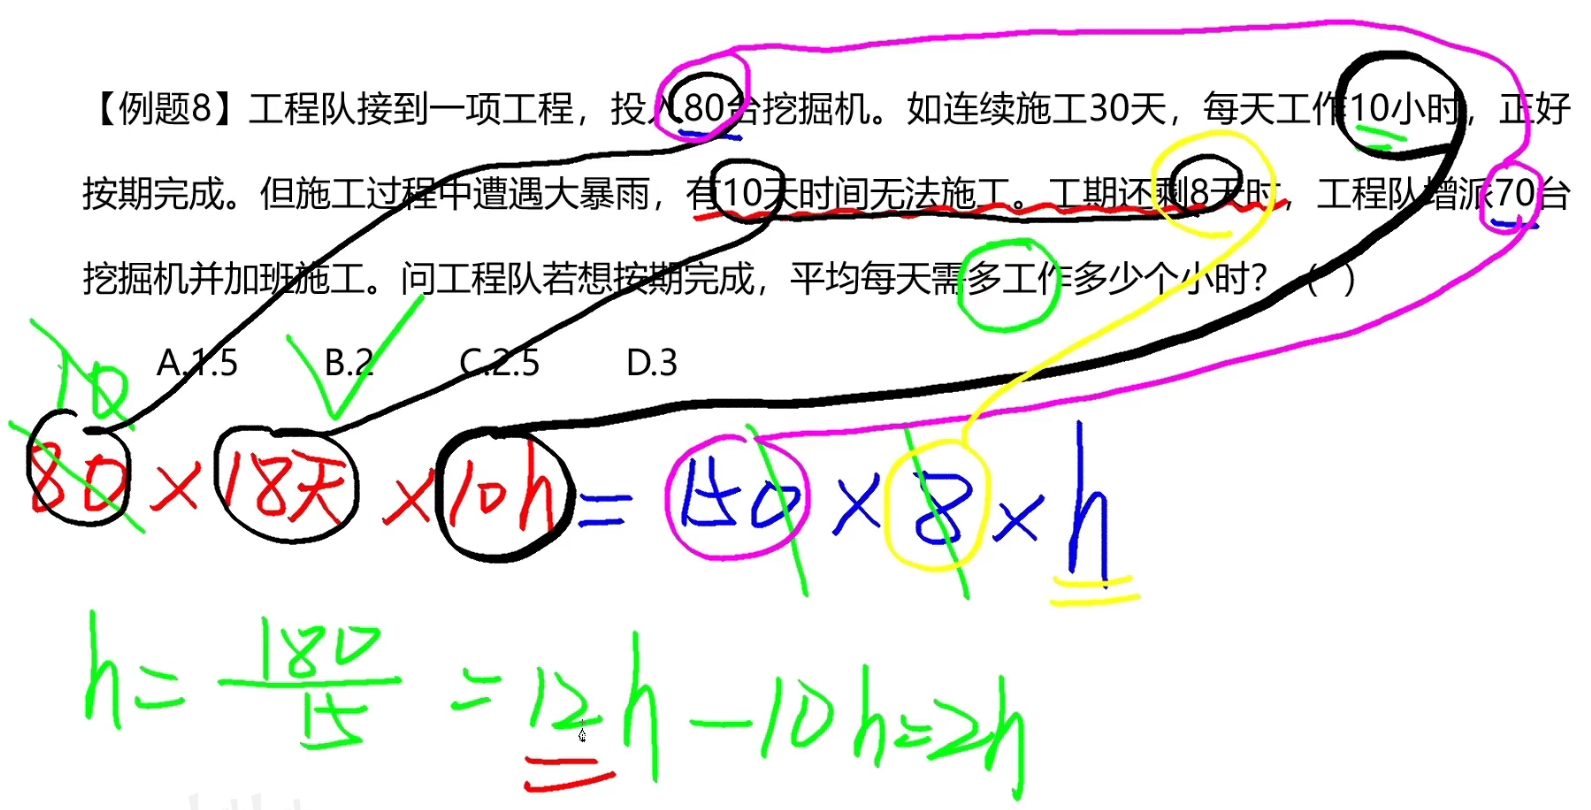 【例题8】工程队接到一项工程，投入80台挖掘机。如连续施工30天，每天工作10小时，正好
按期完成。但施工过程中遭遇大暴雨，有10天时间无法施工。工期还剩8天时，工程队增派70台
挖掘机并加班施工。问工程队若想按期完成，平均每天需多工作多少个小时？（ ）
A.1.5 B.2 C.2.5 D.3
10
80×18天×10h=150×8×h
h=180/15=12h-10h=2h